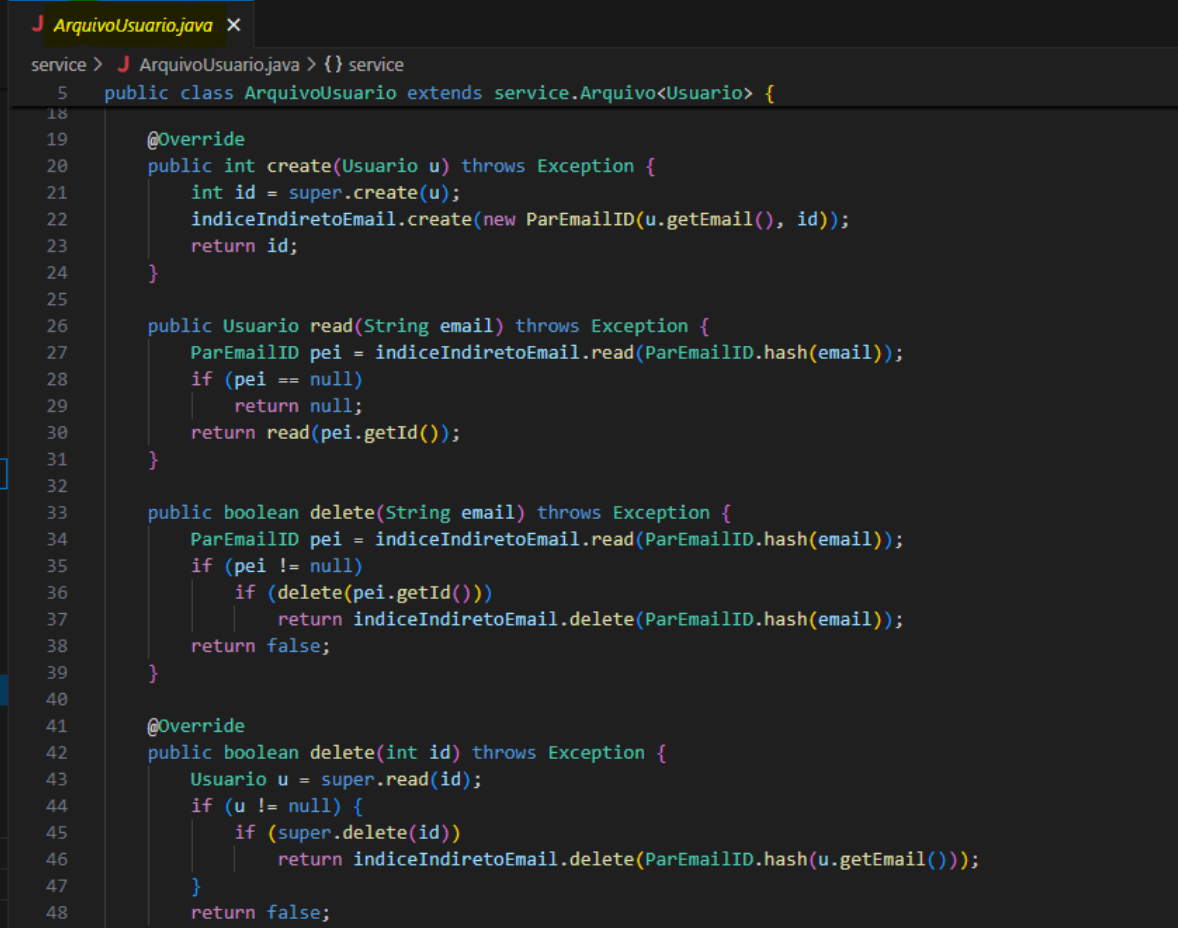 J ArquivoUsuario.java ×
service > J ArquivoUsuario.java > {} service
5 public class ArquivoUsuario extends service.Arquivo<Usuario> {
18
19 @Override
20 public int create(Usuario u) throws Exception {
21 int id = super.create(u);
22 indiceIndiretoEmail.create(new ParEmailID(u.getEmail(), id));
23 return id;
24 }
25
26 public Usuario read(String email) throws Exception {
27 ParEmailID pei = indiceIndiretoEmail.read(ParEmailID.hash(email));
28 if (pei == null)
29 return null;
30 return read(pei.getId());
31 }
32
33 public boolean delete(String email) throws Exception {
34 ParEmailID pei = indiceIndiretoEmail.read(ParEmailID.hash(email));
35 if (pei != null)
36 if (delete(pei.getId()))
37 return indiceIndiretoEmail.delete(ParEmailID.hash(email));
38 return false;
39 }
40
41 @Override
42 public boolean delete(int id) throws Exception {
43 Usuario u = super.read(id);
44 if (u != null) {
45 if (super.delete(id))
46 return indiceIndiretoEmail.delete(ParEmailID.hash(u.getEmail()));
47 }
48 return false;